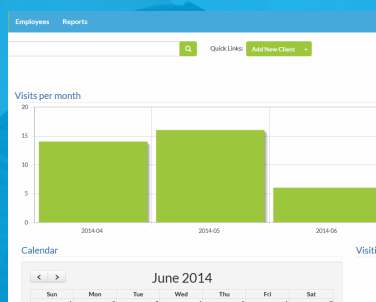 Employees Reports
Quick Links: Add New Client
Visits per month
20
15
10
5
0
2014-04 2014-05 2014-06
Calendar
< > June 2014
Sun Mon Tue Wed Thu Fri Sat